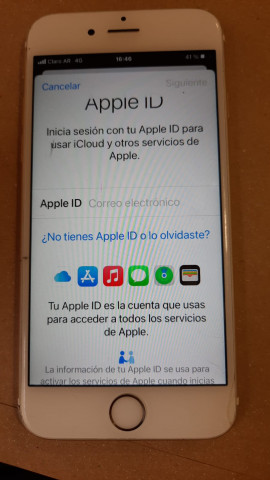 Claro AR 4G 16:48 41 %
Cancelar Siguiente
Apple ID
Inicia sesión con tu Apple ID para
usar iCloud y otros servicios de
Apple.
Apple ID Correo electrónico
¿No tienes Apple ID o lo olvidaste?
Tu Apple ID es la cuenta que usas
para acceder a todos los servicios
de Apple.
La información de tu Apple ID se usa para
activar los servicios de Apple cuando inicias